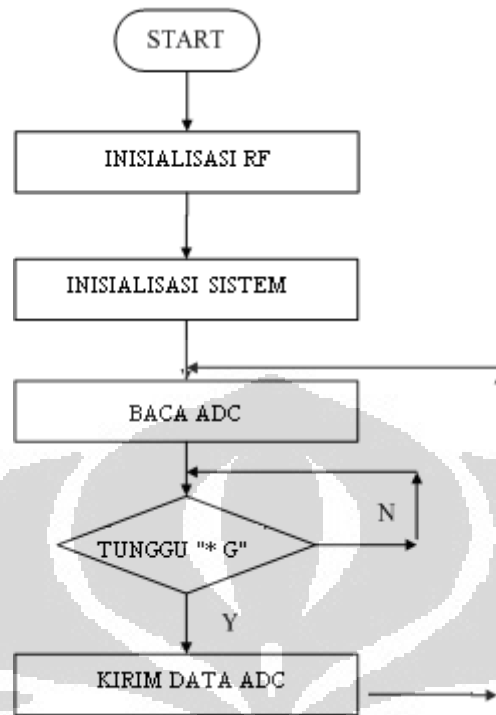 START
INISIALISASI RF
INISIALISASI SISTEM
BACA ADC
N
TUNGGU "* G"
Y
KIRIM DATA ADC